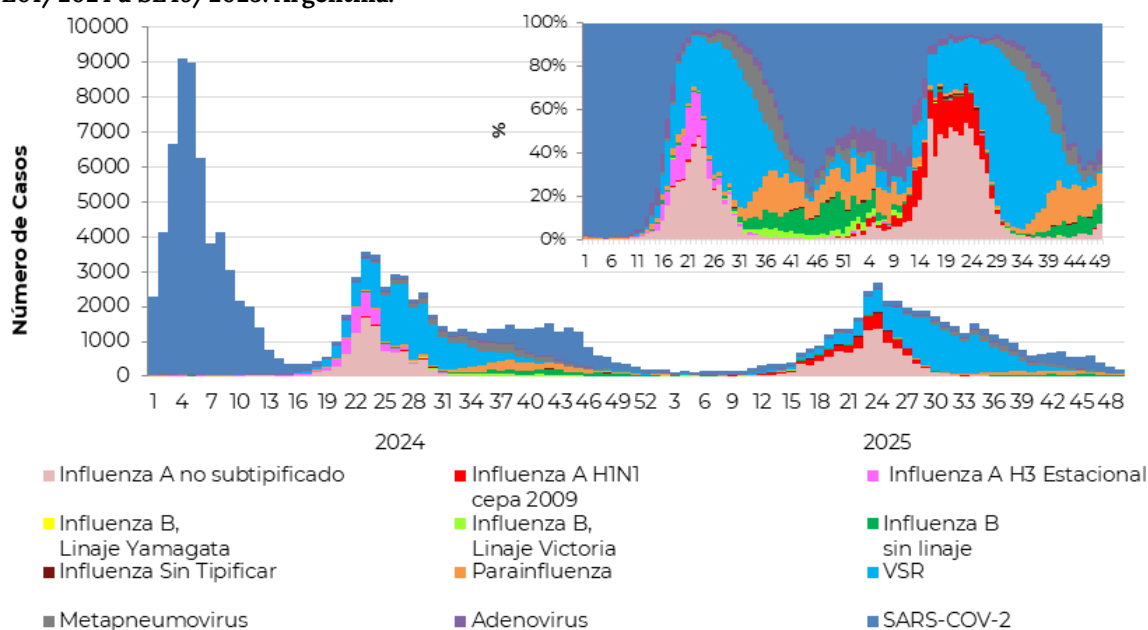 Argentina.
Número de Casos
10000
9000
8000
7000
6000
5000
4000
3000
2000
1000
0
%
100%
80%
60%
40%
20%
0%
1 6 11 16 21 26 31 36 41 46 51 4 9 14 19 24 29 34 39 44 49
1 4 7 10 13 16 19 22 25 28 31 34 37 40 43 46 49 52 3 6 9 12 15 18 21 24 27 30 33 36 39 42 45 48
2024 2025
Influenza A no subtipificado
Influenza A H1N1
cepa 2009
Influenza A H3 Estacional
Influenza B,
Linaje Yamagata
Influenza B,
Linaje Victoria
Influenza B
sin linaje
Influenza Sin Tipificar
Parainfluenza
VSR
Metapneumovirus
Adenovirus
SARS-COV-2